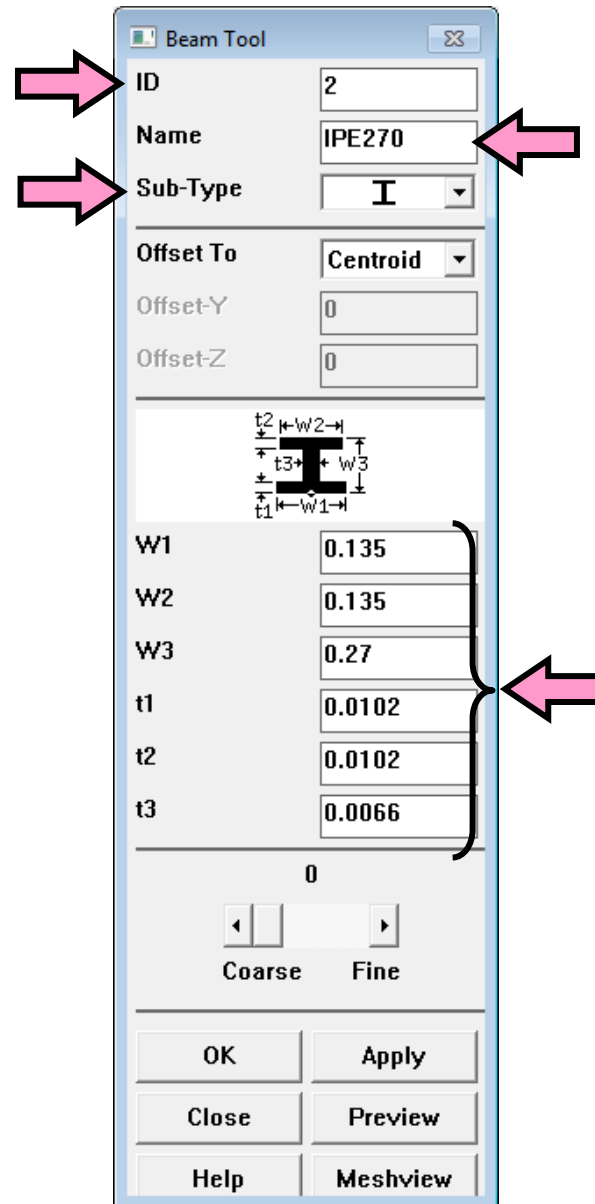 Beam Tool
ID 2
Name IPE270
Sub-Type I
Offset To Centroid
Offset-Y 0
Offset-Z 0
t2 W2
t3 W3
t1 W1
W1 0.135
W2 0.135
W3 0.27
t1 0.0102
t2 0.0102
t3 0.0066
0
Coarse Fine
OK Apply
Close Preview
Help Meshview